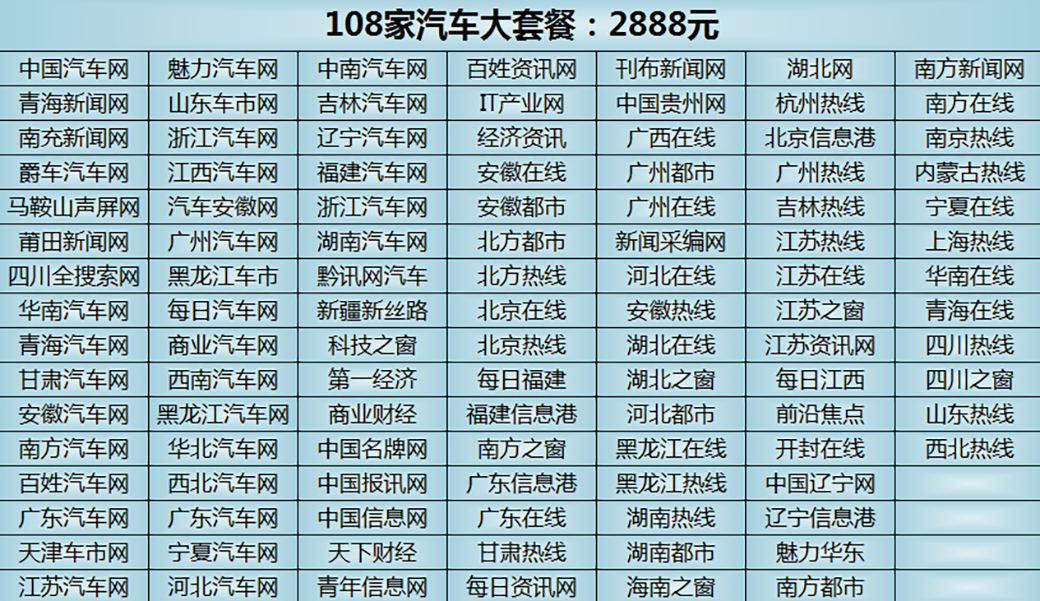 108家汽车大套餐：2888元
中国汽车网 魅力汽车网 中南汽车网 百姓资讯网 刊布新闻网 湖北网 南方新闻网
青海新闻网 山东车市网 吉林汽车网 IT产业网 中国贵州网 杭州热线 南方在线
南充新闻网 浙江汽车网 辽宁汽车网 经济资讯 广西在线 北京信息港 南京热线
爵车汽车网 江西汽车网 福建汽车网 安徽在线 广州都市 广州热线 内蒙古热线
马鞍山声屏网 汽车安徽网 浙江汽车网 安徽都市 广州在线 吉林热线 宁夏在线
莆田新闻网 广州汽车网 湖南汽车网 北方都市 新闻采编网 江苏热线 上海热线
四川全搜索网 黑龙江车市 黔讯网汽车 北方热线 河北在线 江苏在线 华南在线
华南汽车网 每日汽车网 新疆新丝路 北京在线 安徽热线 江苏之窗 青海在线
青海汽车网 商业汽车网 科技之窗 北京热线 湖北在线 江苏资讯网 四川热线
甘肃汽车网 西南汽车网 第一经济 每日福建 湖北之窗 每日江西 四川之窗
安徽汽车网 黑龙江汽车网 商业财经 福建信息港 河北都市 前沿焦点 山东热线
南方汽车网 华北汽车网 中国名牌网 南方之窗 黑龙江在线 开封在线 西北热线
百姓汽车网 西北汽车网 中国报讯网 广东信息港 黑龙江热线 中国辽宁网
广东汽车网 广东汽车网 中国信息网 广东在线 湖南热线 辽宁信息港
天津车市网 宁夏汽车网 天下财经 甘肃热线 湖南都市 魅力华东
江苏汽车网 河北汽车网 青年信息网 每日资讯网 海南之窗 南方都市